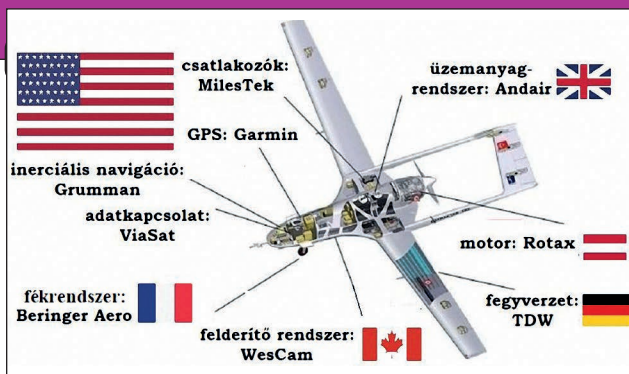 csatlakozók:
MilesTek
üzemanyag-
rendszer: Andair
GPS: Garmin
inerciális navigáció:
Grumman
adatkapcsolat:
ViaSat
motor: Rotax
fékrendszer:
Beringer Aero
felderítő rendszer:
WesCam
fegyverzet:
TDW